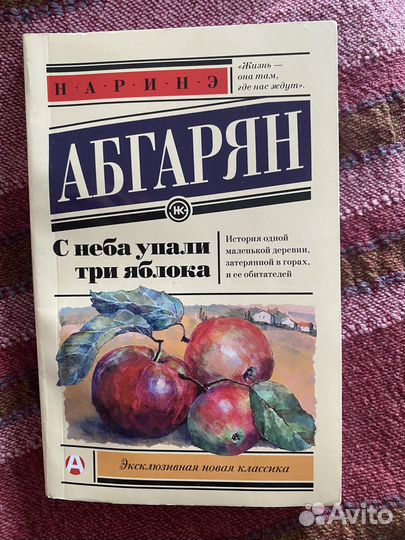 Н·А·Р·И·Н·Э
«Жизнь —
она там,
где нас ждут».
АБГАРЯН
НК
С неба упали
три яблока
История одной
маленькой деревни,
затерянной в горах,
и ее обитателей
А
Эксклюзивная новая классика
Avito